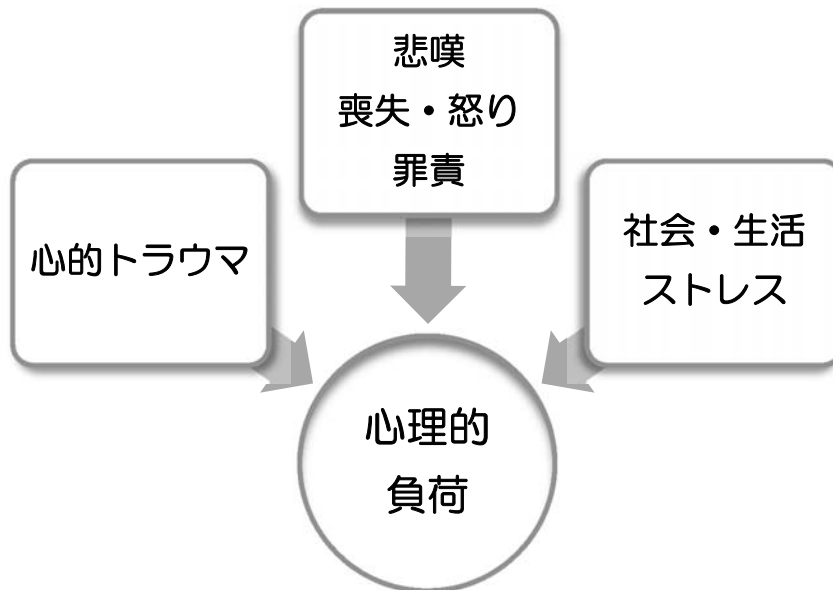 悲嘆
喪失・怒り
罪責
心的トラウマ
社会・生活
ストレス
心理的
負荷